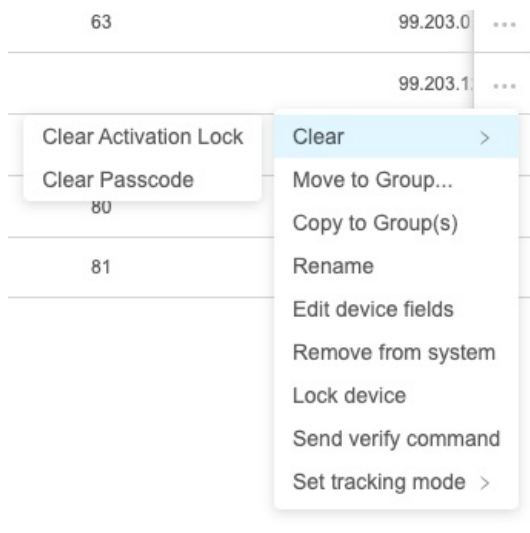 63 99.203.0
99.203.1
Clear Activation Lock
Clear Passcode
Clear >
Move to Group...
Copy to Group(s)
Rename
Edit device fields
Remove from system
Lock device
Send verify command
Set tracking mode >
80
81